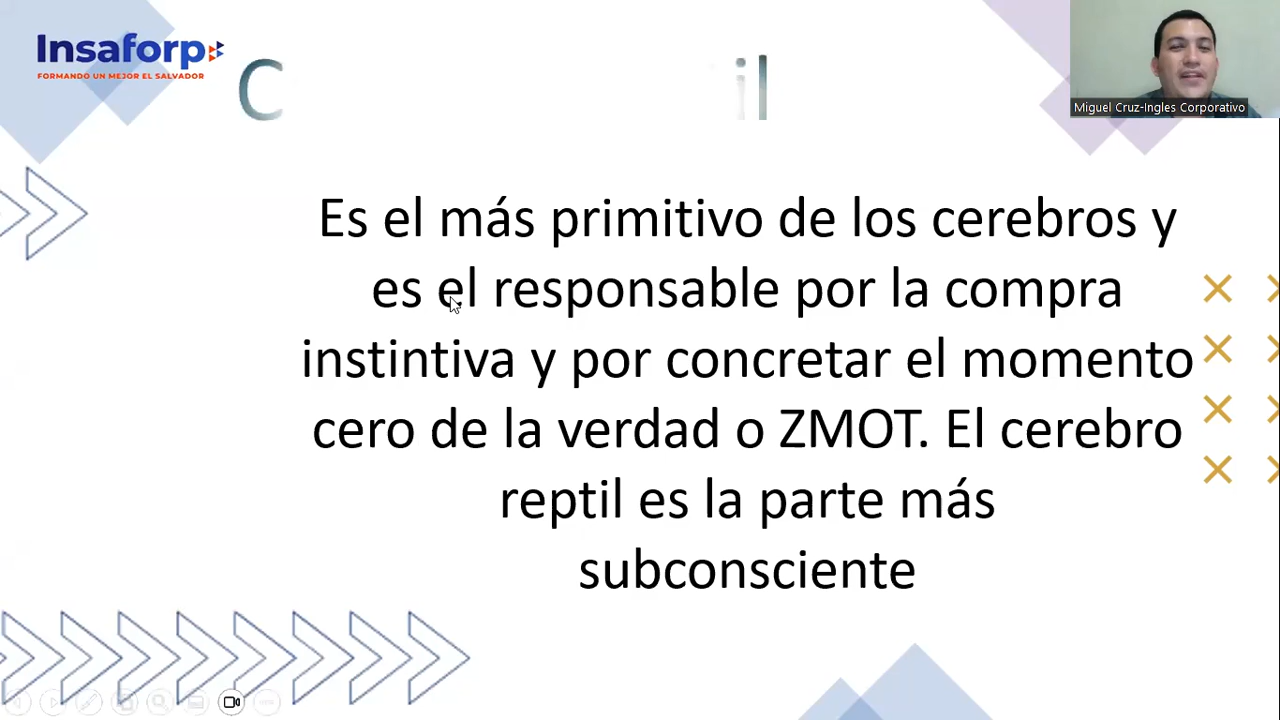 Insaforp
FORMANDO UN MEJOR EL SALVADOR
Miguel Cruz-Ingles Corporativo
Es el más primitivo de los cerebros y
es el responsable por la compra
instintiva y por concretar el momento
cero de la verdad o ZMOT. El cerebro
reptil es la parte más
subconsciente